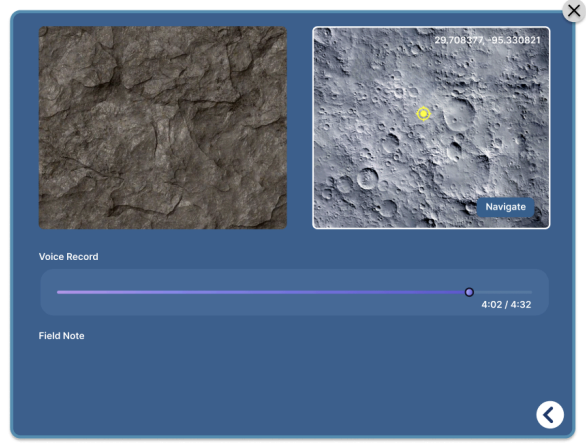 29.708377,-95.330821
Navigate
Voice Record
4:02 / 4:32
Field Note